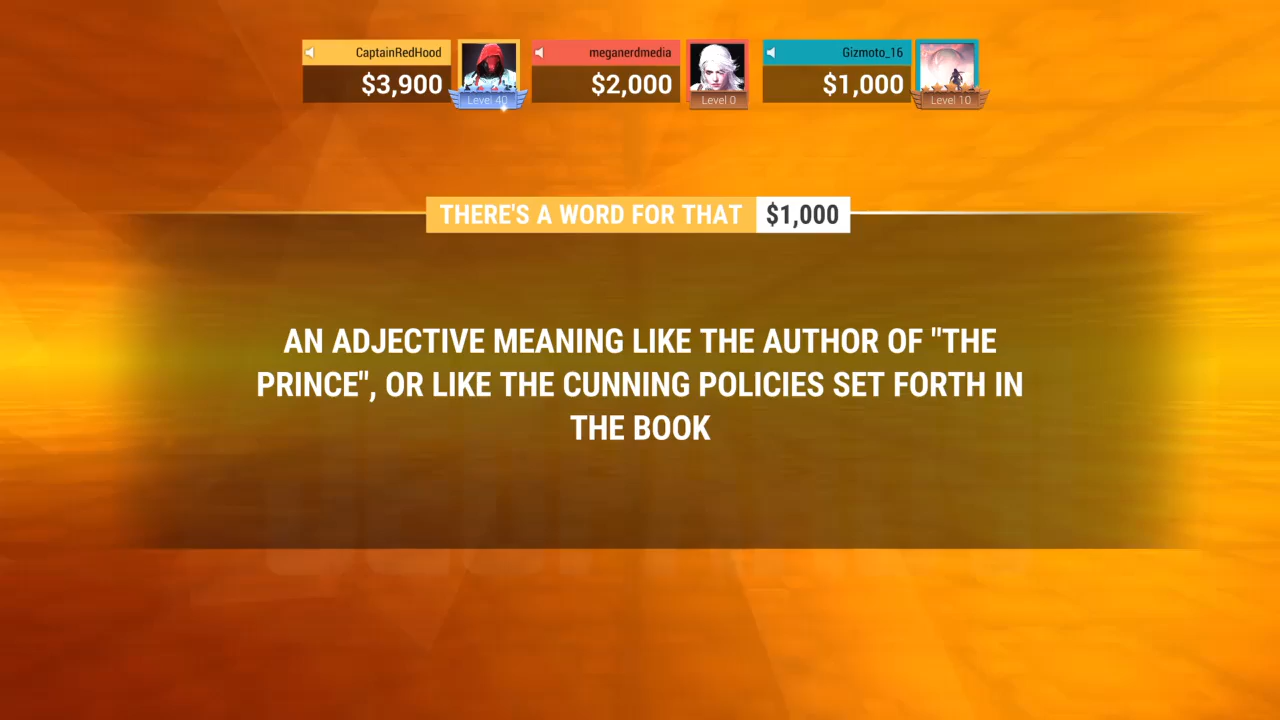 CaptainRedHood
$3,900
Level 40
meganerdmedia
$2,000
Level 0
Gizmoto_16
$1,000
Level 10
THERE'S A WORD FOR THAT $1,000
AN ADJECTIVE MEANING LIKE THE AUTHOR OF "THE
PRINCE", OR LIKE THE CUNNING POLICIES SET FORTH IN
THE BOOK